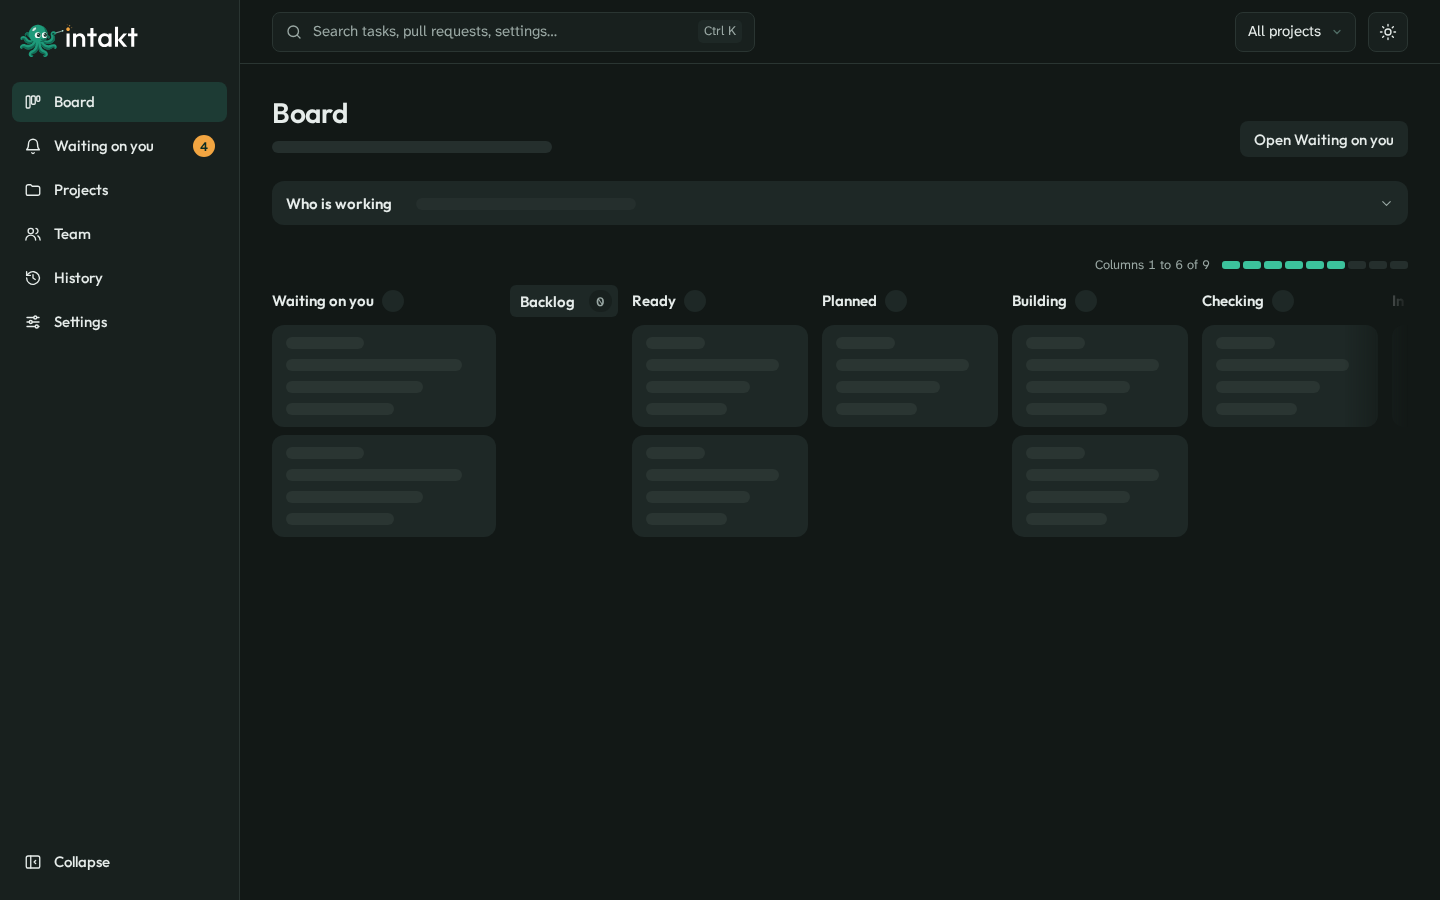 intakt
Search tasks, pull requests, settings...
Ctrl K
All projects
Board
Waiting on you
4
Projects
Team
History
Settings
Collapse
Board
Open Waiting on you
Who is working
Columns 1 to 6 of 9
Waiting on you
Backlog 0
Ready
Planned
Building
Checking
In